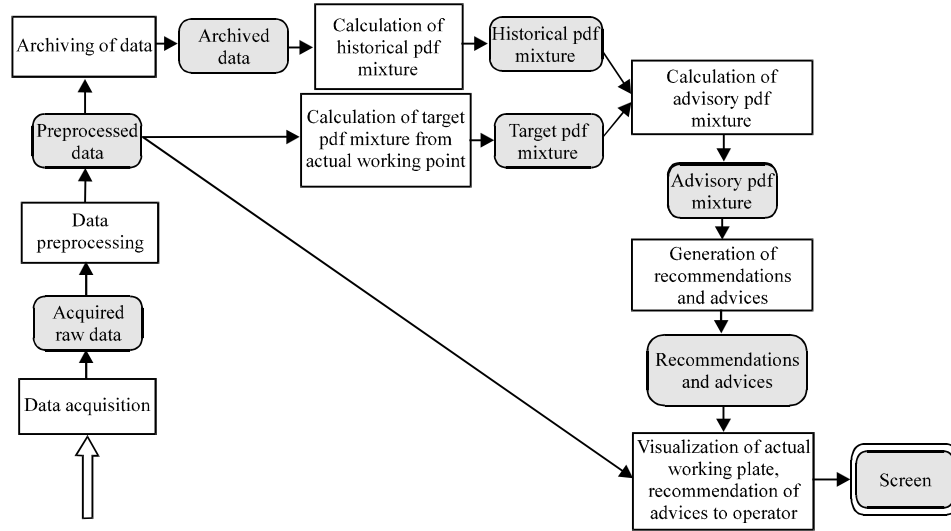 Archiving of data
Archived
data
Calculation of
historical pdf
mixture
Historical pdf
mixture
Calculation of
advisory pdf
mixture
Preprocessed
data
Calculation of target
pdf mixture from
actual working point
Target pdf
mixture
Advisory pdf
mixture
Data
preprocessing
Generation of
recommendations
and advices
Acquired
raw data
Recommendations
and advices
Data acquisition
Visualization of actual
working plate,
recommendation of
advices to operator
Screen